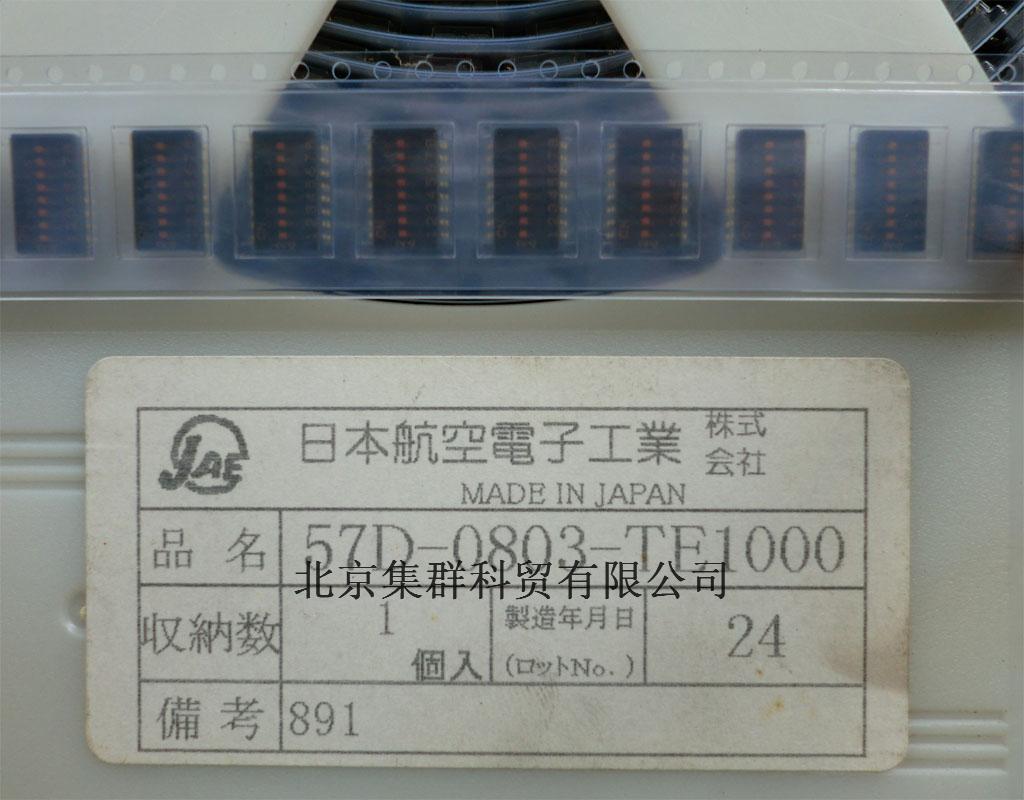 JAE
日本航空電子工業 株式会社
MADE IN JAPAN
品名 57D-0803-TE1000
北京集群科贸有限公司
収納数 1 個入 製造年月日 (ロットNo.) 24
備考 891